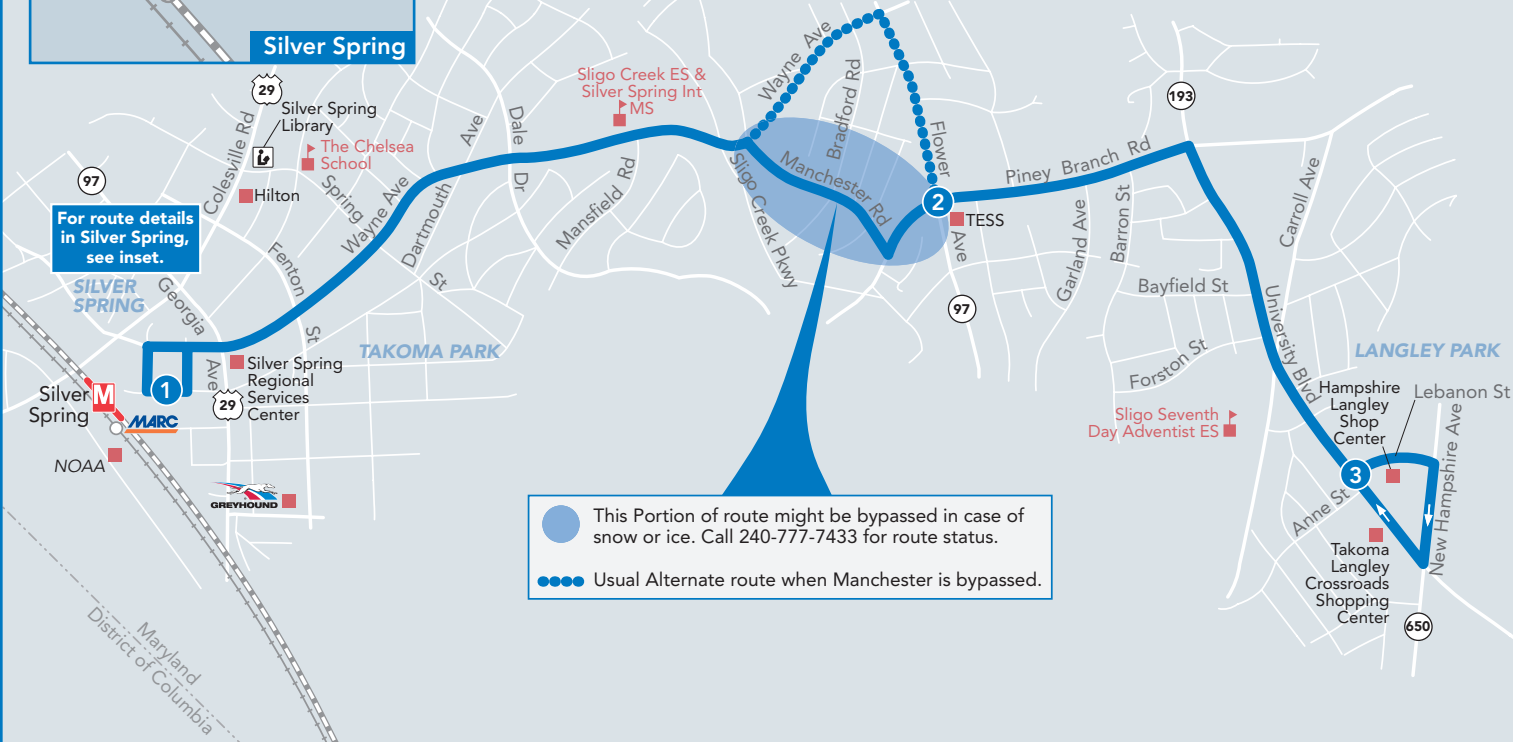 Silver Spring
29
Silver Spring
Library
The Chelsea
School
97
Colesville Rd
Hilton
For route details
in Silver Spring,
see inset.
SILVER
SPRING
Georgia
Ave
Fenton
St
Spring
St
Wayne Ave
Dartmouth
Ave
Dale
Dr
Mansfield Rd
Sligo Creek ES &
Silver Spring Int
MS
Wayne Ave
Bradford Rd
Flower
Ave
Sligo Creek Pkwy
Manchester Rd
2
TESS
97
Piney Branch Rd
193
Garland Ave
Barron St
Carroll Ave
Bayfield St
Forston St
University Blvd
LANGLEY PARK
TAKOMA PARK
Silver Spring
Regional
Services
Center
29
1
Silver
Spring
M
MARC
NOAA
GREYHOUND
Maryland
District of Columbia
This Portion of route might be bypassed in case of
snow or ice. Call 240-777-7433 for route status.
Usual Alternate route when Manchester is bypassed.
Sligo Seventh
Day Adventist ES
Hampshire
Langley
Shop
Center
Lebanon St
3
Anne St
New Hampshire Ave
Takoma
Langley
Crossroads
Shopping
Center
650